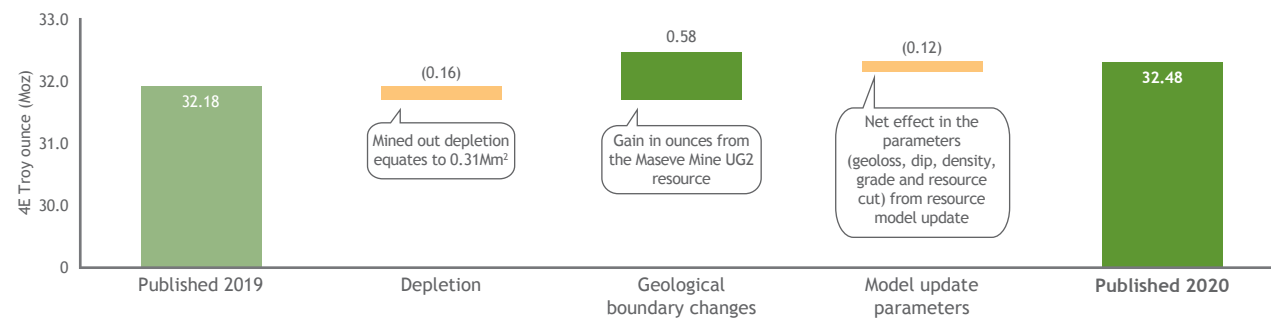 4E Troy ounce (Moz)
33.0
32.0
31.0
30.0
0
32.18
(0.16)
Mined out depletion
equates to 0.31Mm²
0.58
Gain in ounces from
the Maseve Mine UG2
resource
(0.12)
Net effect in the
parameters
(geoloss, dip, density,
grade and resource
cut) from resource
model update
32.48
Published 2019
Depletion
Geological
boundary changes
Model update
parameters
Published 2020